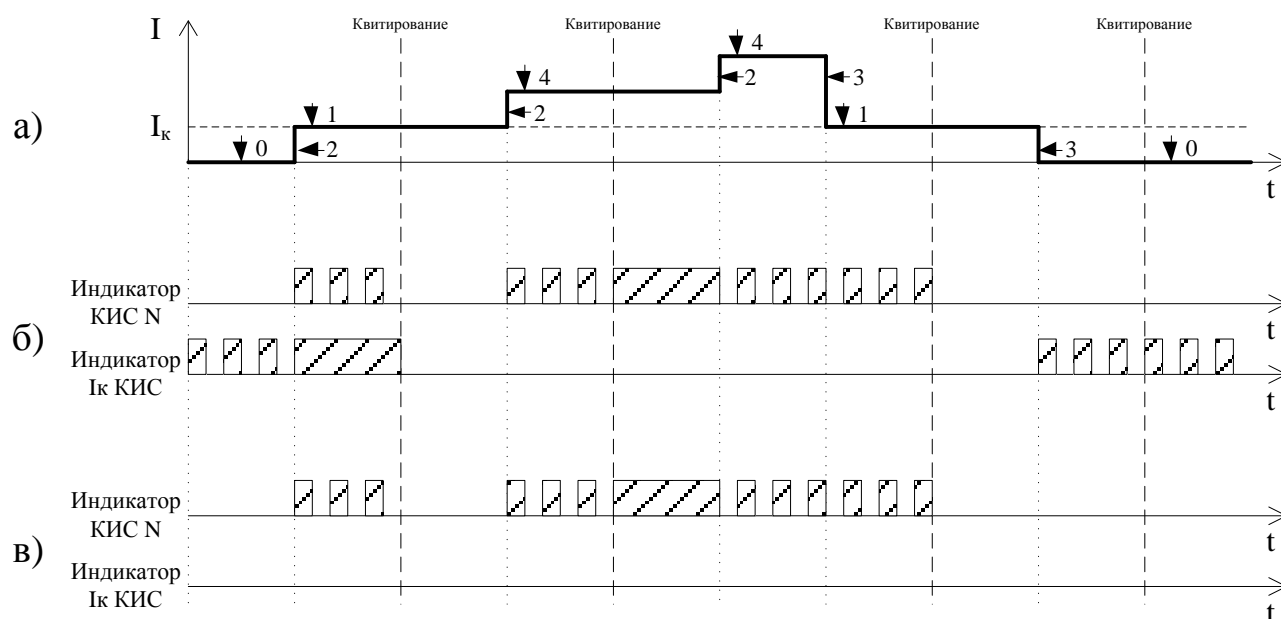 Квитирование Квитирование Квитирование Квитирование
I
4
4 2 3
а) Iк 1 2 1
0 2 3 0
t
Индикатор
КИС N
t
б)
Индикатор
Iк КИС
t
Индикатор
КИС N
t
в)
Индикатор
Iк КИС
t